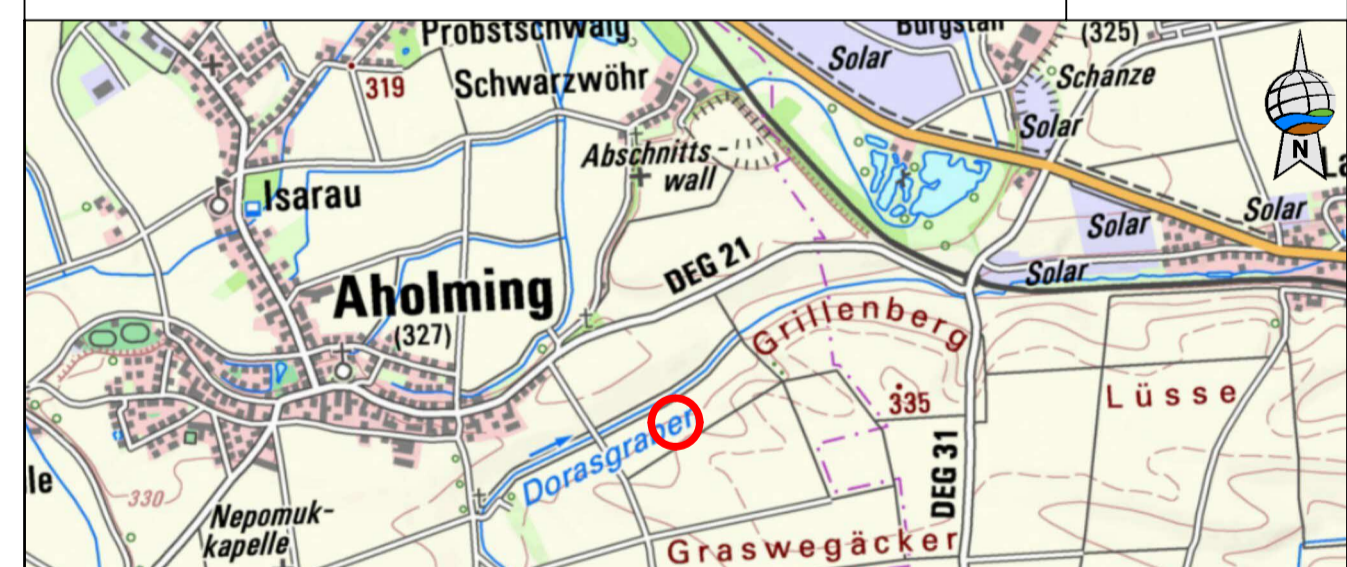 Probstschwaig
Burgstall
(325)
Solar
Schanze
319
Schwarzwöhr
Solar
Abschnitts-
wall
N
Isarau
Solar
Solar
DEG 21
Solar
Aholming
(327)
Grillenberg
335
Lüsse
Dorasgraben
DEG 31
330
Nepomuk-
kapelle
Graswegäcker